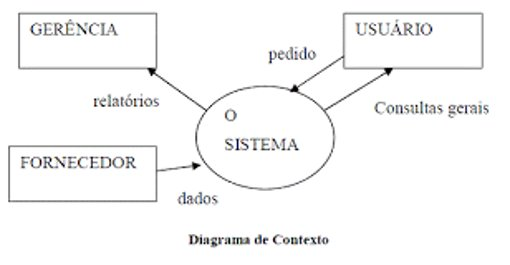 GERÊNCIA
USUÁRIO
pedido
relatórios
O
SISTEMA
Consultas gerais
FORNECEDOR
dados
Diagrama de Contexto